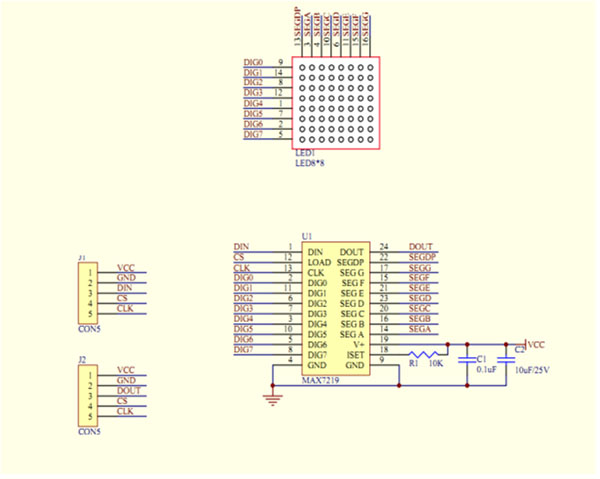 13 SEGDP
3 SEGA
4 SEGB
10 SEGC
6 SEGD
11 SEGE
15 SEGF
16 SEGG
DIG0 9
DIG1 14
DIG2 8
DIG3 12
DIG4 1
DIG5 7
DIG6 2
DIG7 5
LED1
LED8*8
U1
DIN 1 DIN DOUT 24 DOUT
CS 12 LOAD SEGDP 22 SEGDP
CLK 13 CLK SEG G 17 SEGG
DIG0 2 DIG0 SEG F 15 SEGF
DIG1 11 DIG1 SEG E 21 SEGE
DIG2 6 DIG2 SEG D 23 SEGD
DIG3 7 DIG3 SEG C 20 SEGC
DIG4 3 DIG4 SEG B 16 SEGB
DIG5 10 DIG5 SEG A 14 SEGA
DIG6 5 DIG6 V+ 19 VCC
DIG7 8 DIG7 ISET 18
4 GND GND 9
MAX7219
R1 10K
C1
0.1uF
C2
10uF/25V
J1
1 VCC
2 GND
3 DIN
4 CS
5 CLK
CON5
J2
1 VCC
2 GND
3 DOUT
4 CS
5 CLK
CON5